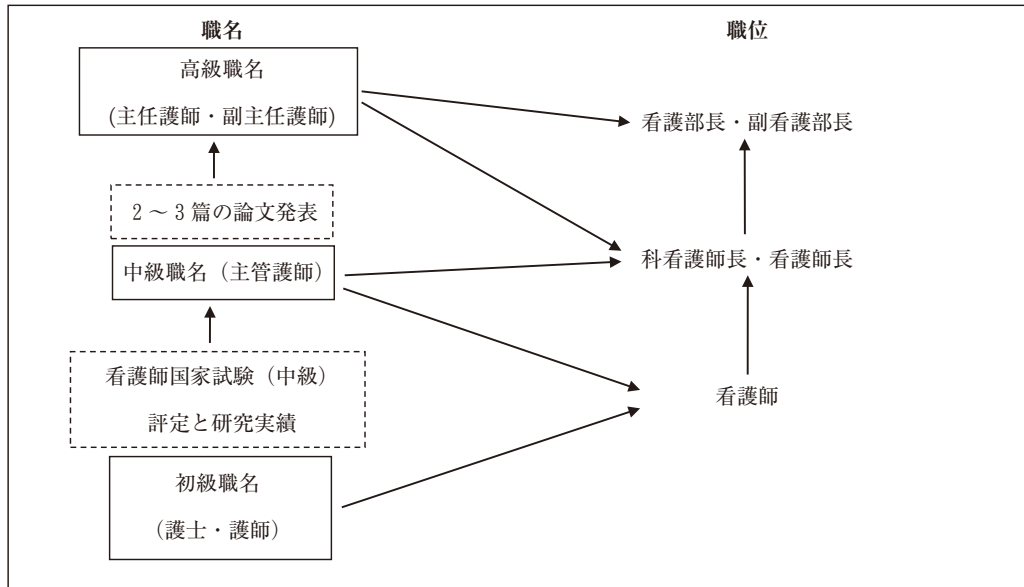 職名
高級職名
(主任護師・副主任護師)
2～3篇の論文発表
中級職名（主管護師）
看護師国家試験（中級）
評定と研究実績
初級職名
（護士・護師）
職位
看護部長・副看護部長
科看護師長・看護師長
看護師